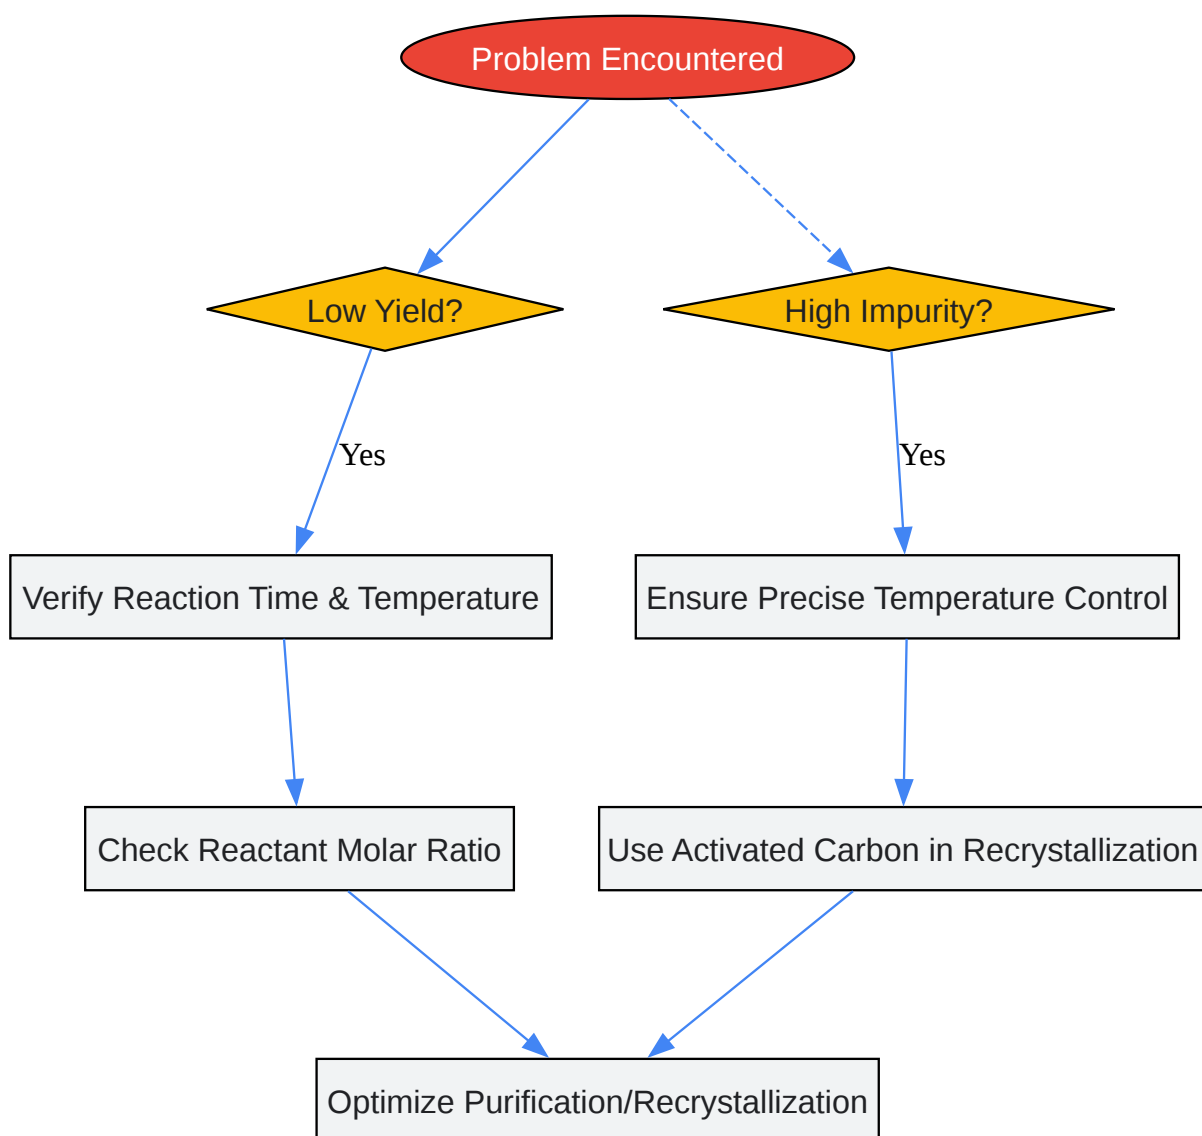 Problem Encountered
Low Yield?
High Impurity?
Yes
Yes
Verify Reaction Time & Temperature
Ensure Precise Temperature Control
Check Reactant Molar Ratio
Use Activated Carbon in Recrystallization
Optimize Purification/Recrystallization